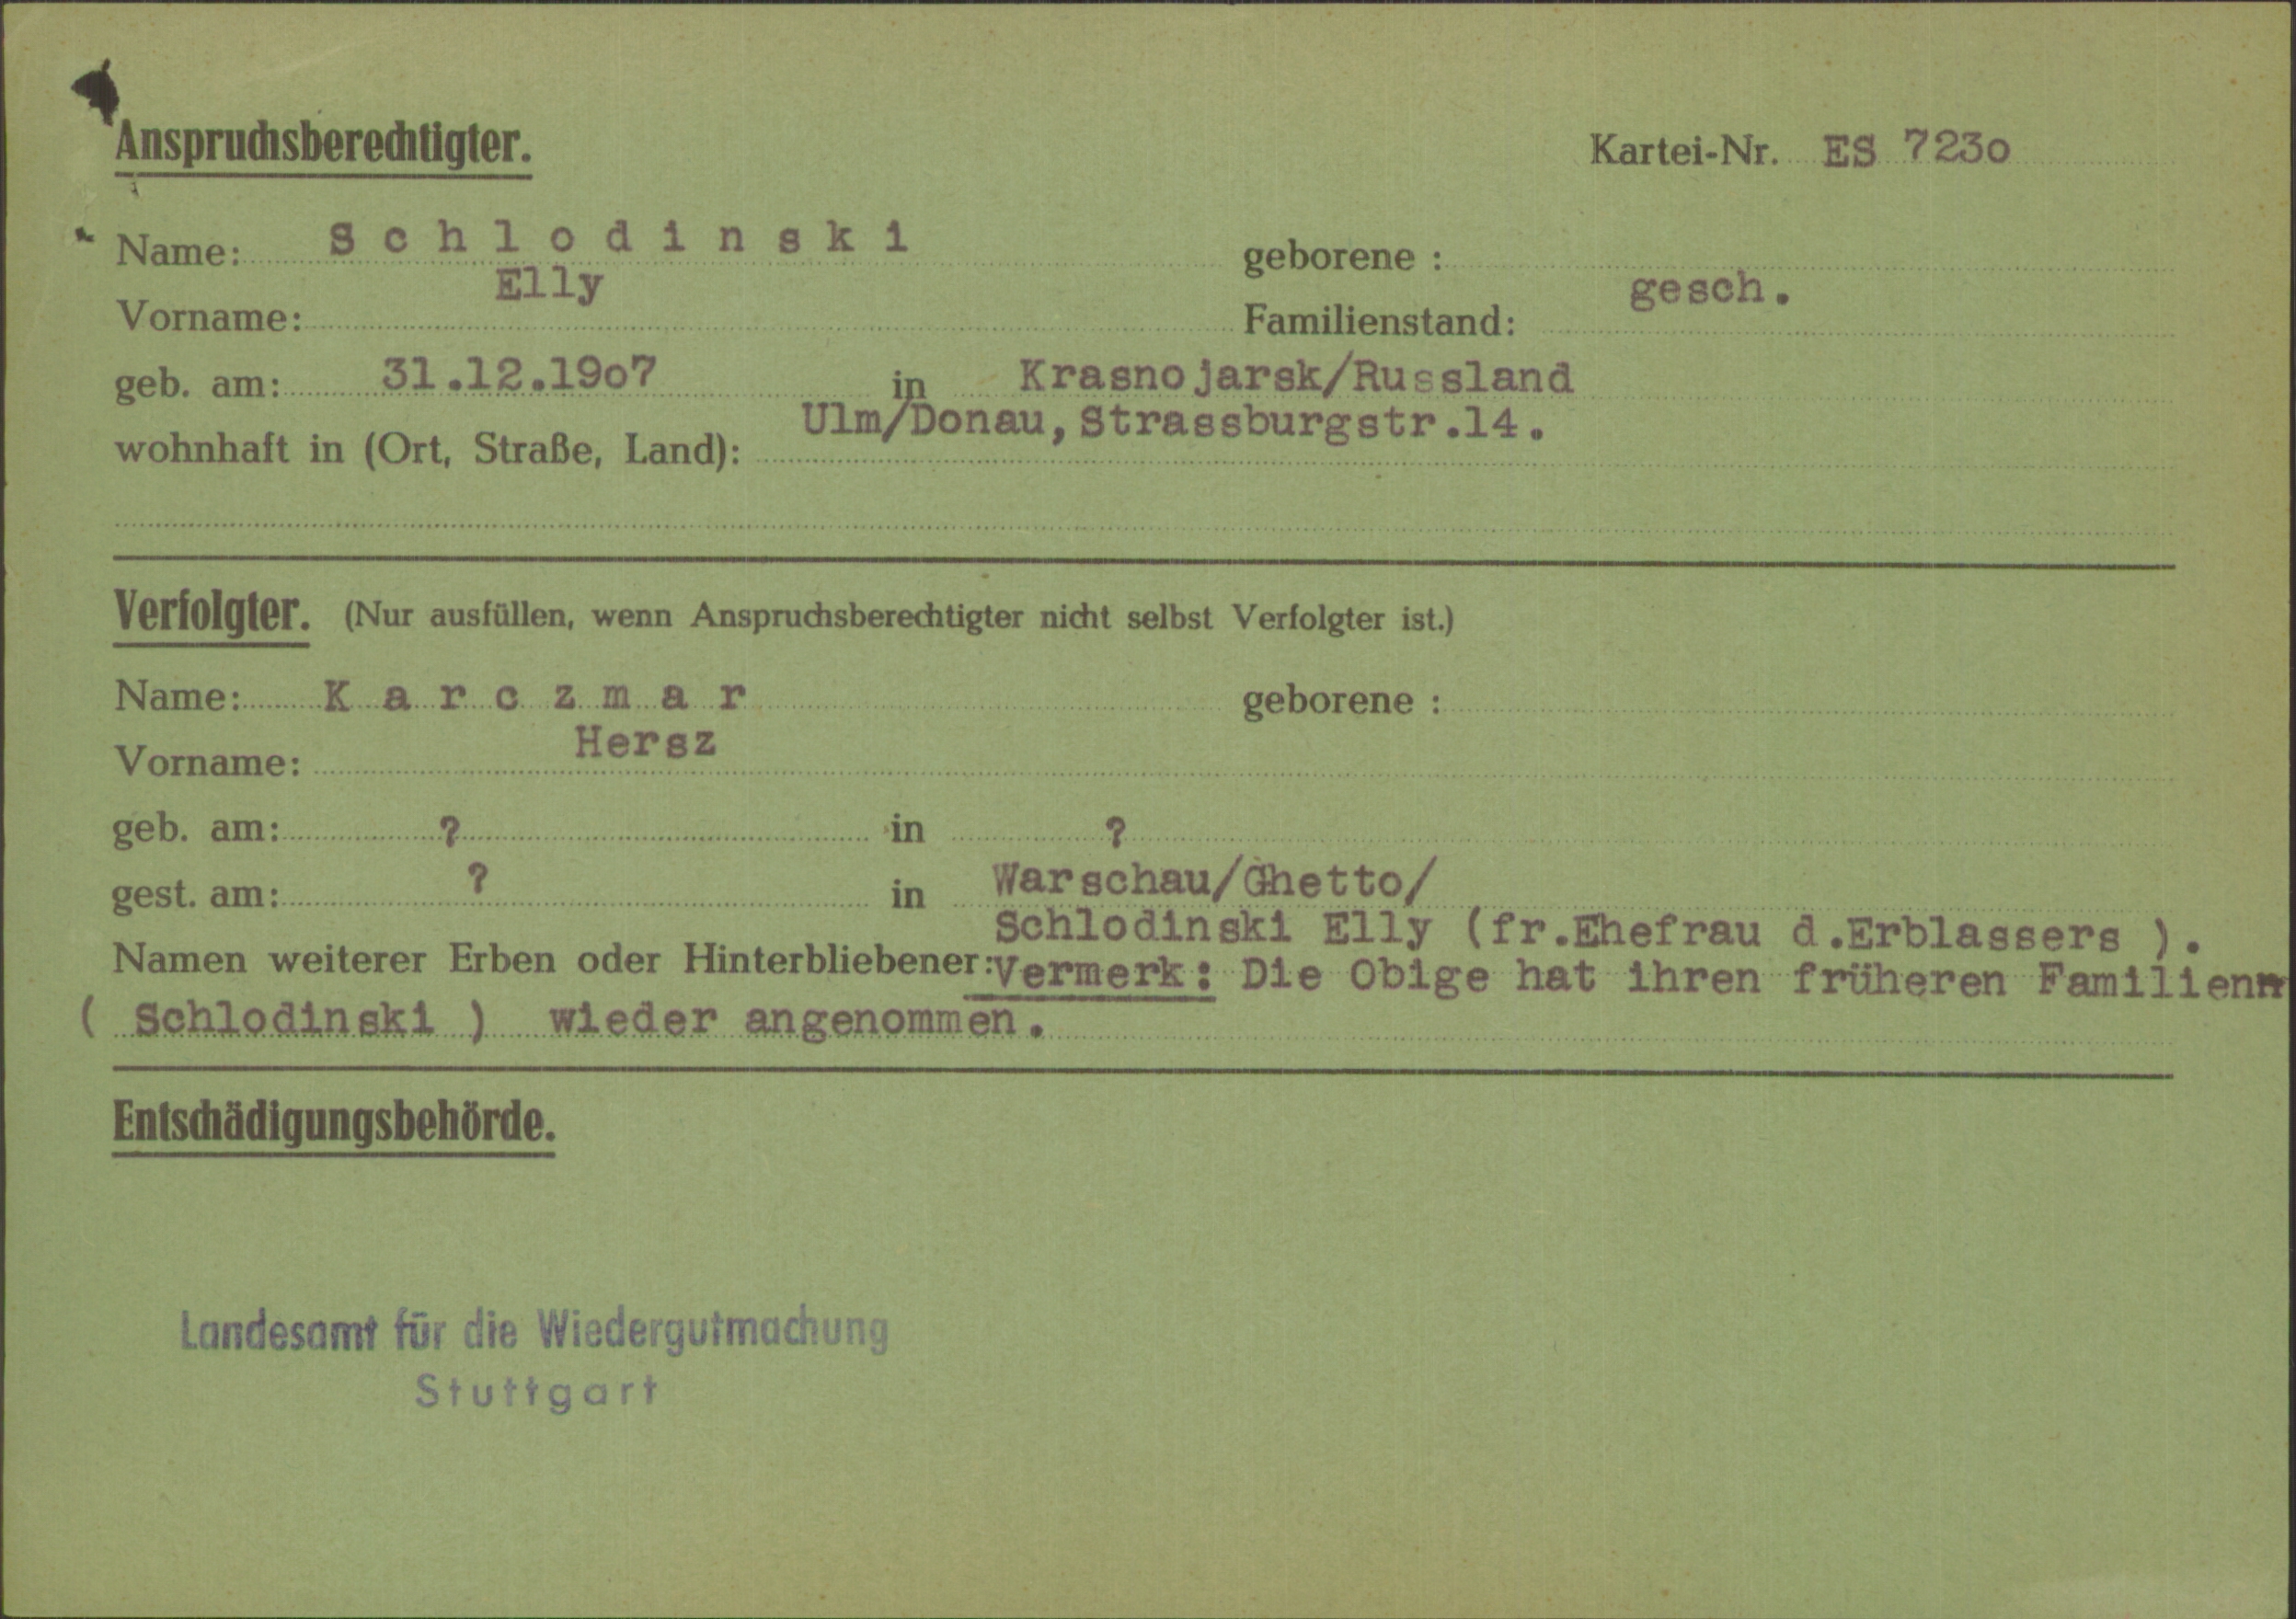 Anspruchsberechtigter.
Kartei-Nr. ES 723o
Name: S c h l o d i n s k i geborene :
Vorname: Elly Familienstand: gesch.
geb. am: 31.12.19o7 in Krasnojarsk/Russland
wohnhaft in (Ort, Straße, Land): Ulm/Donau,Strassburgstr.14.
Verfolgter. (Nur ausfüllen, wenn Anspruchsberechtigter nicht selbst Verfolgter ist.)
Name: K a r c z m a r geborene :
Vorname: Hersz
geb. am: ? in ?
gest. am: ? in Warschau/Ghetto/
Schlodinski Elly (fr.Ehefrau d.Erblassers ).
Namen weiterer Erben oder Hinterbliebener: Vermerk: Die Obige hat ihren früheren Familienn
( Schlodinski ) wieder angenommen.
Entschädigungsbehörde.
Landesamt für die Wiedergutmachung
Stuttgart